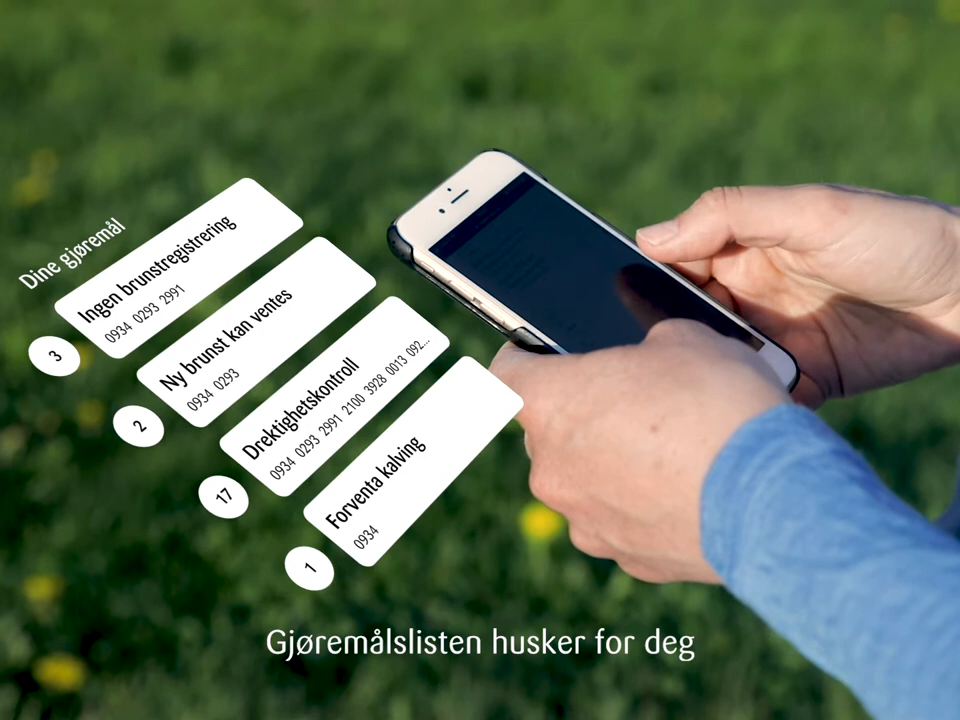 Dine gjøremål
3
Ingen brunstregistrering
0934 0293 2991
2
Ny brunst kan ventes
0934 0293
17
Drektighetskontroll
0934 0293 2991 2100 3928 0013 092...
1
Forventa kalving
0934
Gjøremålslisten husker for deg